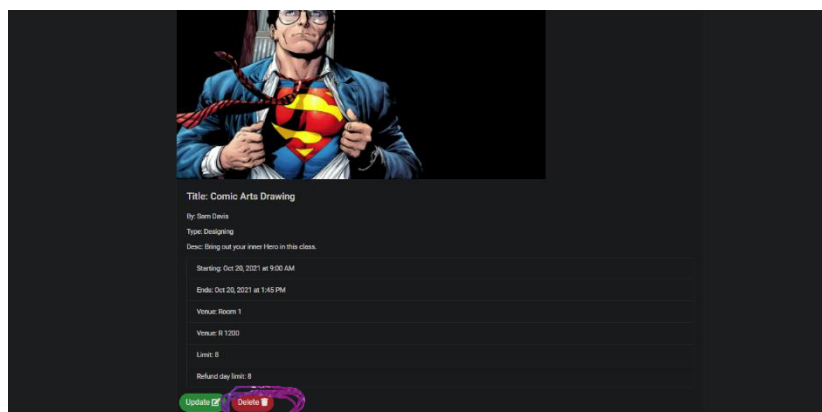 Title: Comic Arts Drawing
By: Sam Davis
Type: Designing
Desc: Bring out your inner Hero in this class.
Starting: Oct 20, 2021 at 9:00 AM
Ends: Oct 20, 2021 at 1:45 PM
Venue: Room 1
Venue: R 1200
Limit: 8
Refund day limit: 8
Update Delete